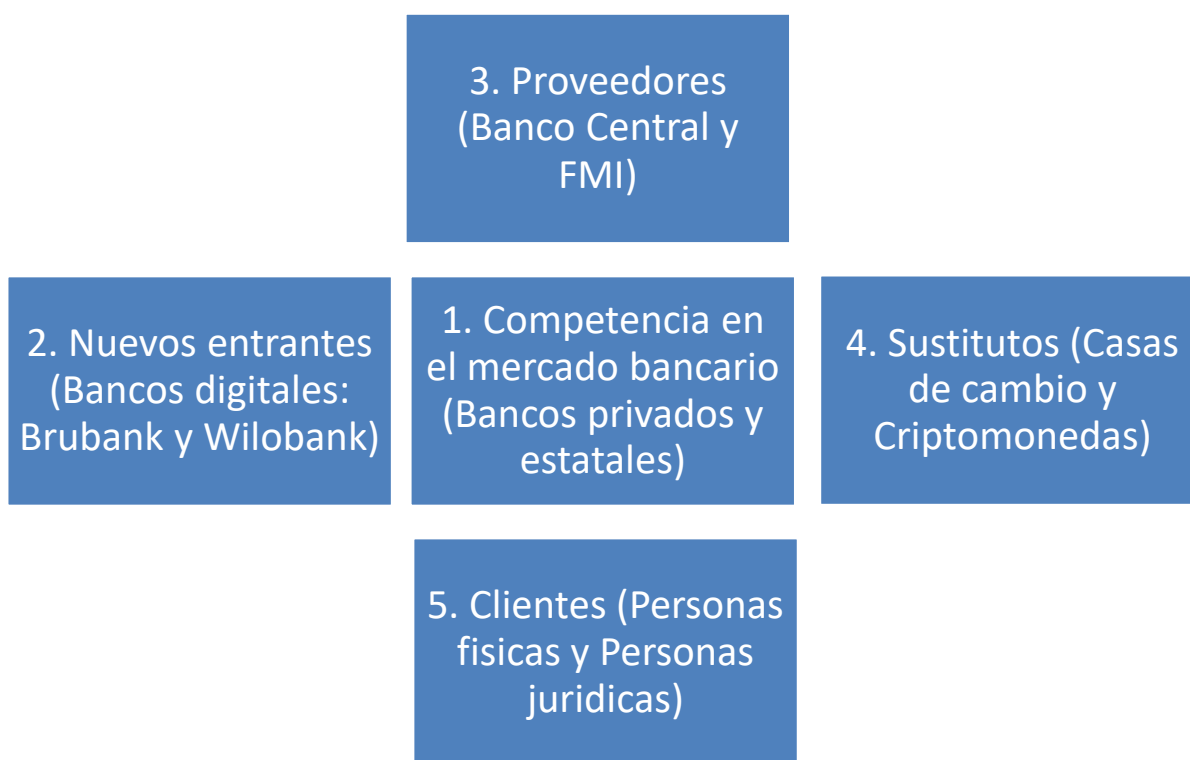 3. Proveedores
(Banco Central y
FMI)
2. Nuevos entrantes
(Bancos digitales:
Brubank y Wilobank)
1. Competencia en
el mercado bancario
(Bancos privados y
estatales)
4. Sustitutos (Casas
de cambio y
Criptomonedas)
5. Clientes (Personas
fisicas y Personas
juridicas)